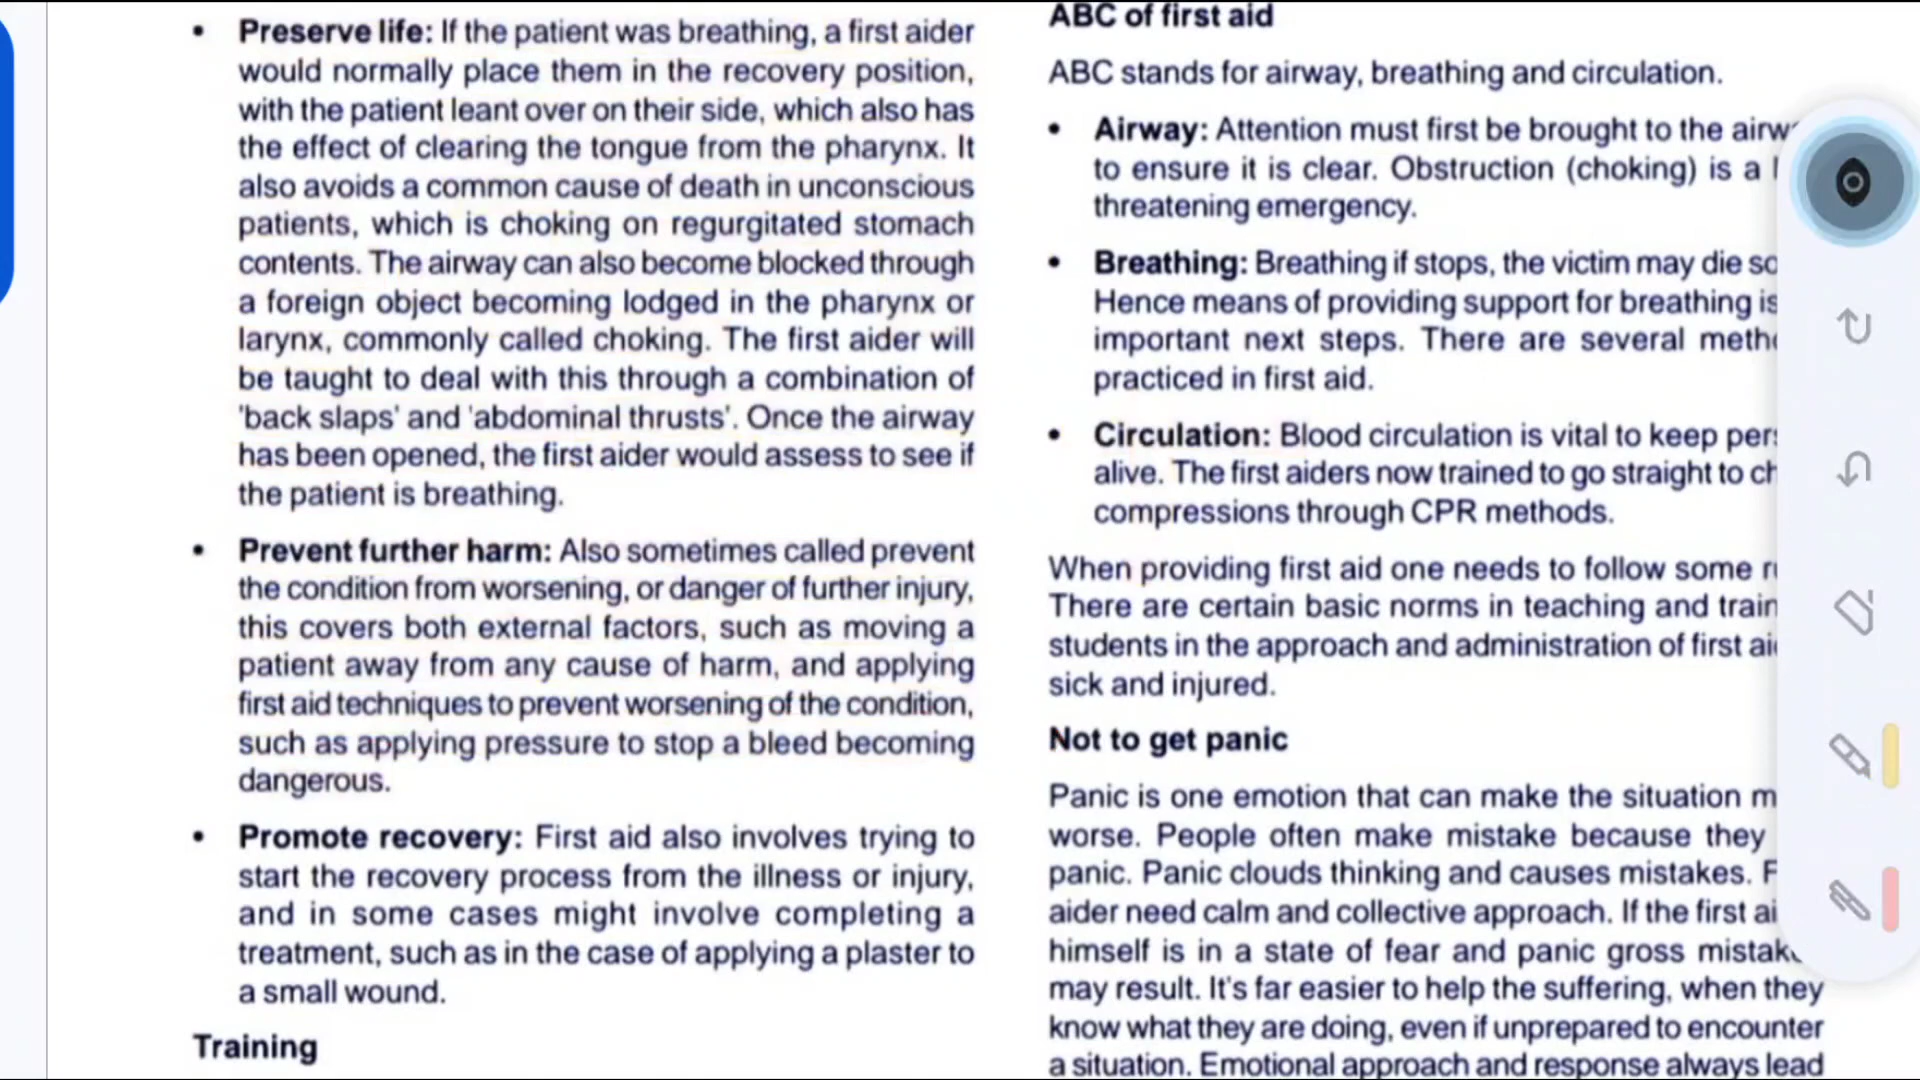 • Preserve life: If the patient was breathing, a first aider
would normally place them in the recovery position,
with the patient leant over on their side, which also has
the effect of clearing the tongue from the pharynx. It
also avoids a common cause of death in unconscious
patients, which is choking on regurgitated stomach
contents. The airway can also become blocked through
a foreign object becoming lodged in the pharynx or
larynx, commonly called choking. The first aider will
be taught to deal with this through a combination of
'back slaps' and 'abdominal thrusts'. Once the airway
has been opened, the first aider would assess to see if
the patient is breathing.
• Prevent further harm: Also sometimes called prevent
the condition from worsening, or danger of further injury,
this covers both external factors, such as moving a
patient away from any cause of harm, and applying
first aid techniques to prevent worsening of the condition,
such as applying pressure to stop a bleed becoming
dangerous.
• Promote recovery: First aid also involves trying to
start the recovery process from the illness or injury,
and in some cases might involve completing a
treatment, such as in the case of applying a plaster to
a small wound.
Training
ABC of first aid
ABC stands for airway, breathing and circulation.
• Airway: Attention must first be brought to the
to ensure it is clear. Obstruction (choking) is a
threatening emergency.
• Breathing: Breathing if stops, the victim may die
Hence means of providing support for breathing is
important next steps. There are several
practiced in first aid.
• Circulation: Blood circulation is vital to keep
alive. The first aiders now trained to go straight to
compressions through CPR methods.
When providing first aid one needs to follow some
There are certain basic norms in teaching and
students in the approach and administration of first
sick and injured.
Not to get panic
Panic is one emotion that can make the situation
worse. People often make mistake because they
panic. Panic clouds thinking and causes mistakes.
aider need calm and collective approach. If the first
himself is in a state of fear and panic gross
may result. It's far easier to help the suffering, when they
know what they are doing, even if unprepared to encounter
a situation. Emotional approach and response always lead